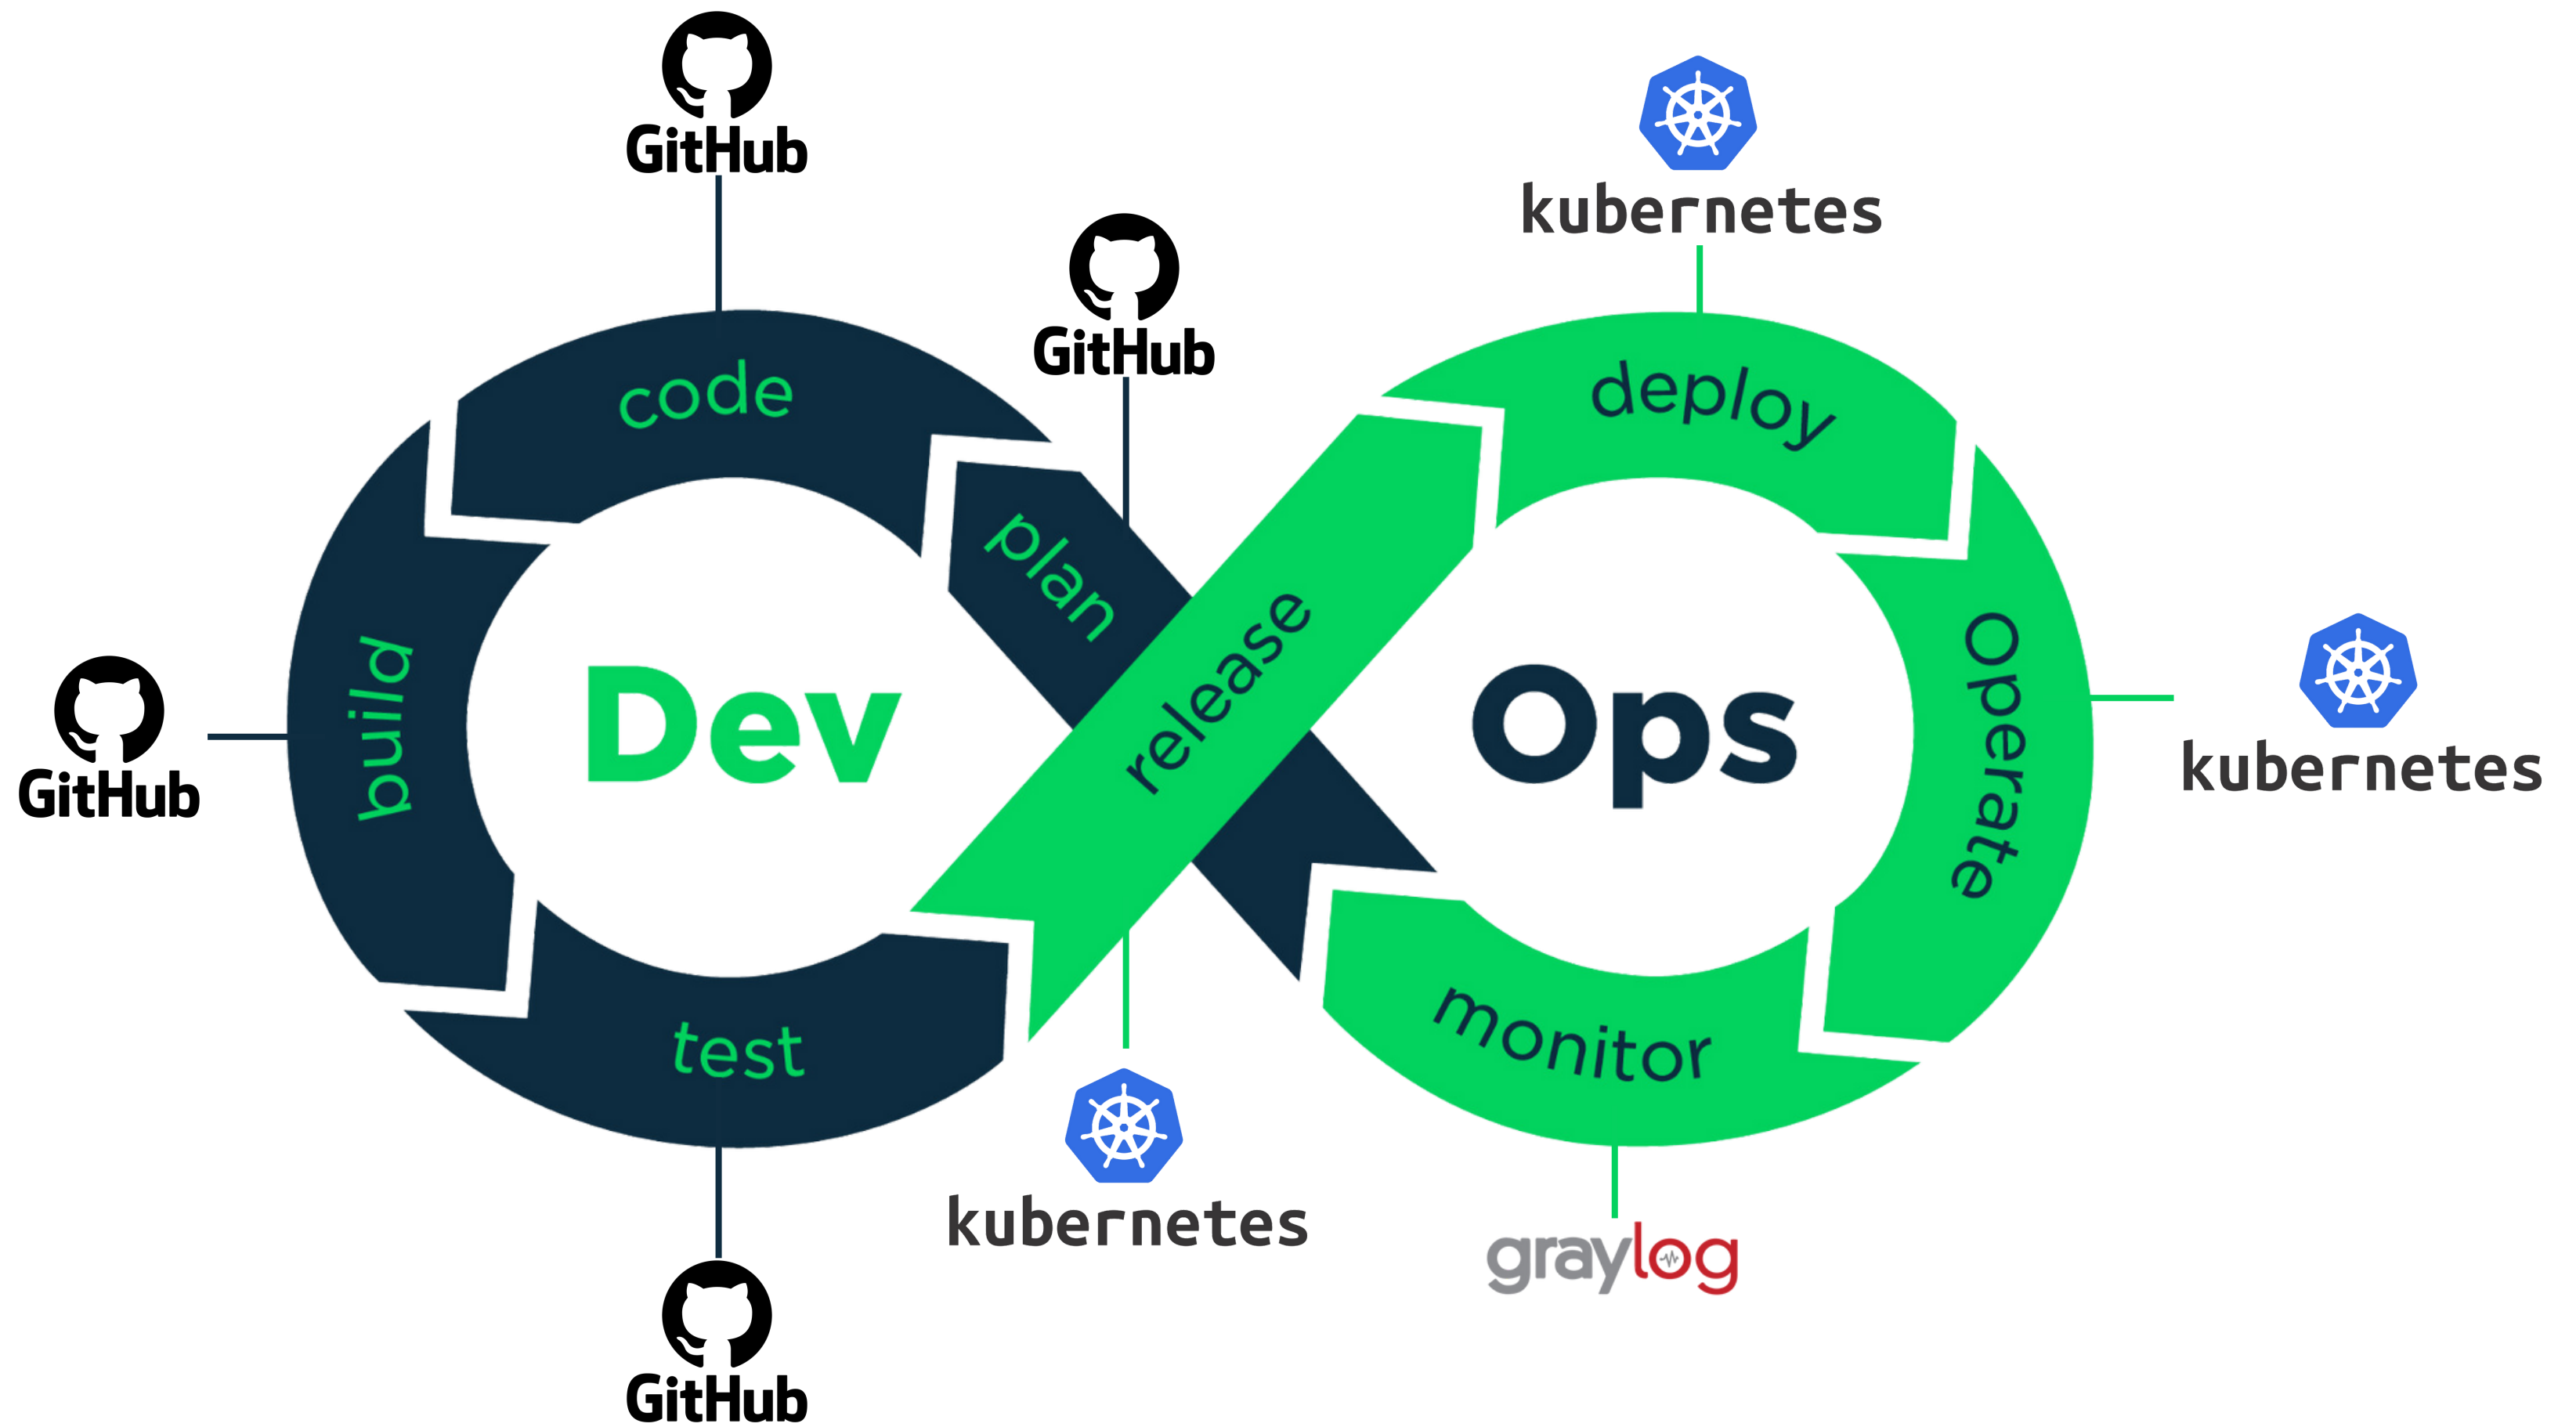 GitHub
kubernetes
GitHub
code
deploy
plan
release
build
Dev
Ops
Operate
GitHub
kubernetes
test
monitor
kubernetes
graylog
GitHub